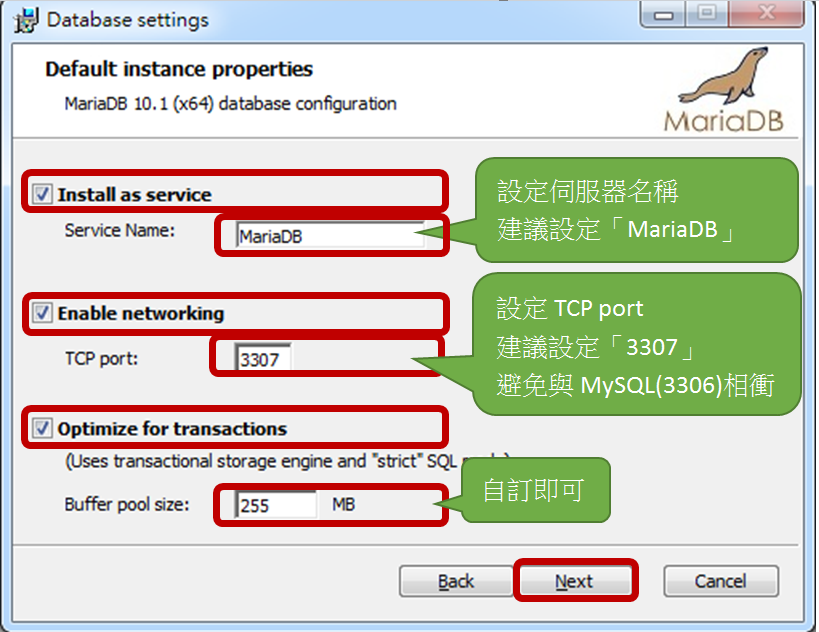 Database settings
Default instance properties
MariaDB 10.1 (x64) database configuration
MariaDB
Install as service
設定伺服器名稱
建議設定「MariaDB」
Service Name:
MariaDB
Enable networking
設定 TCP port
建議設定「3307」
避免與 MySQL(3306)相衝
TCP port:
3307
Optimize for transactions
(Uses transactional storage engine and "strict" SQL
自訂即可
Buffer pool size:
255
MB
Back
Next
Cancel